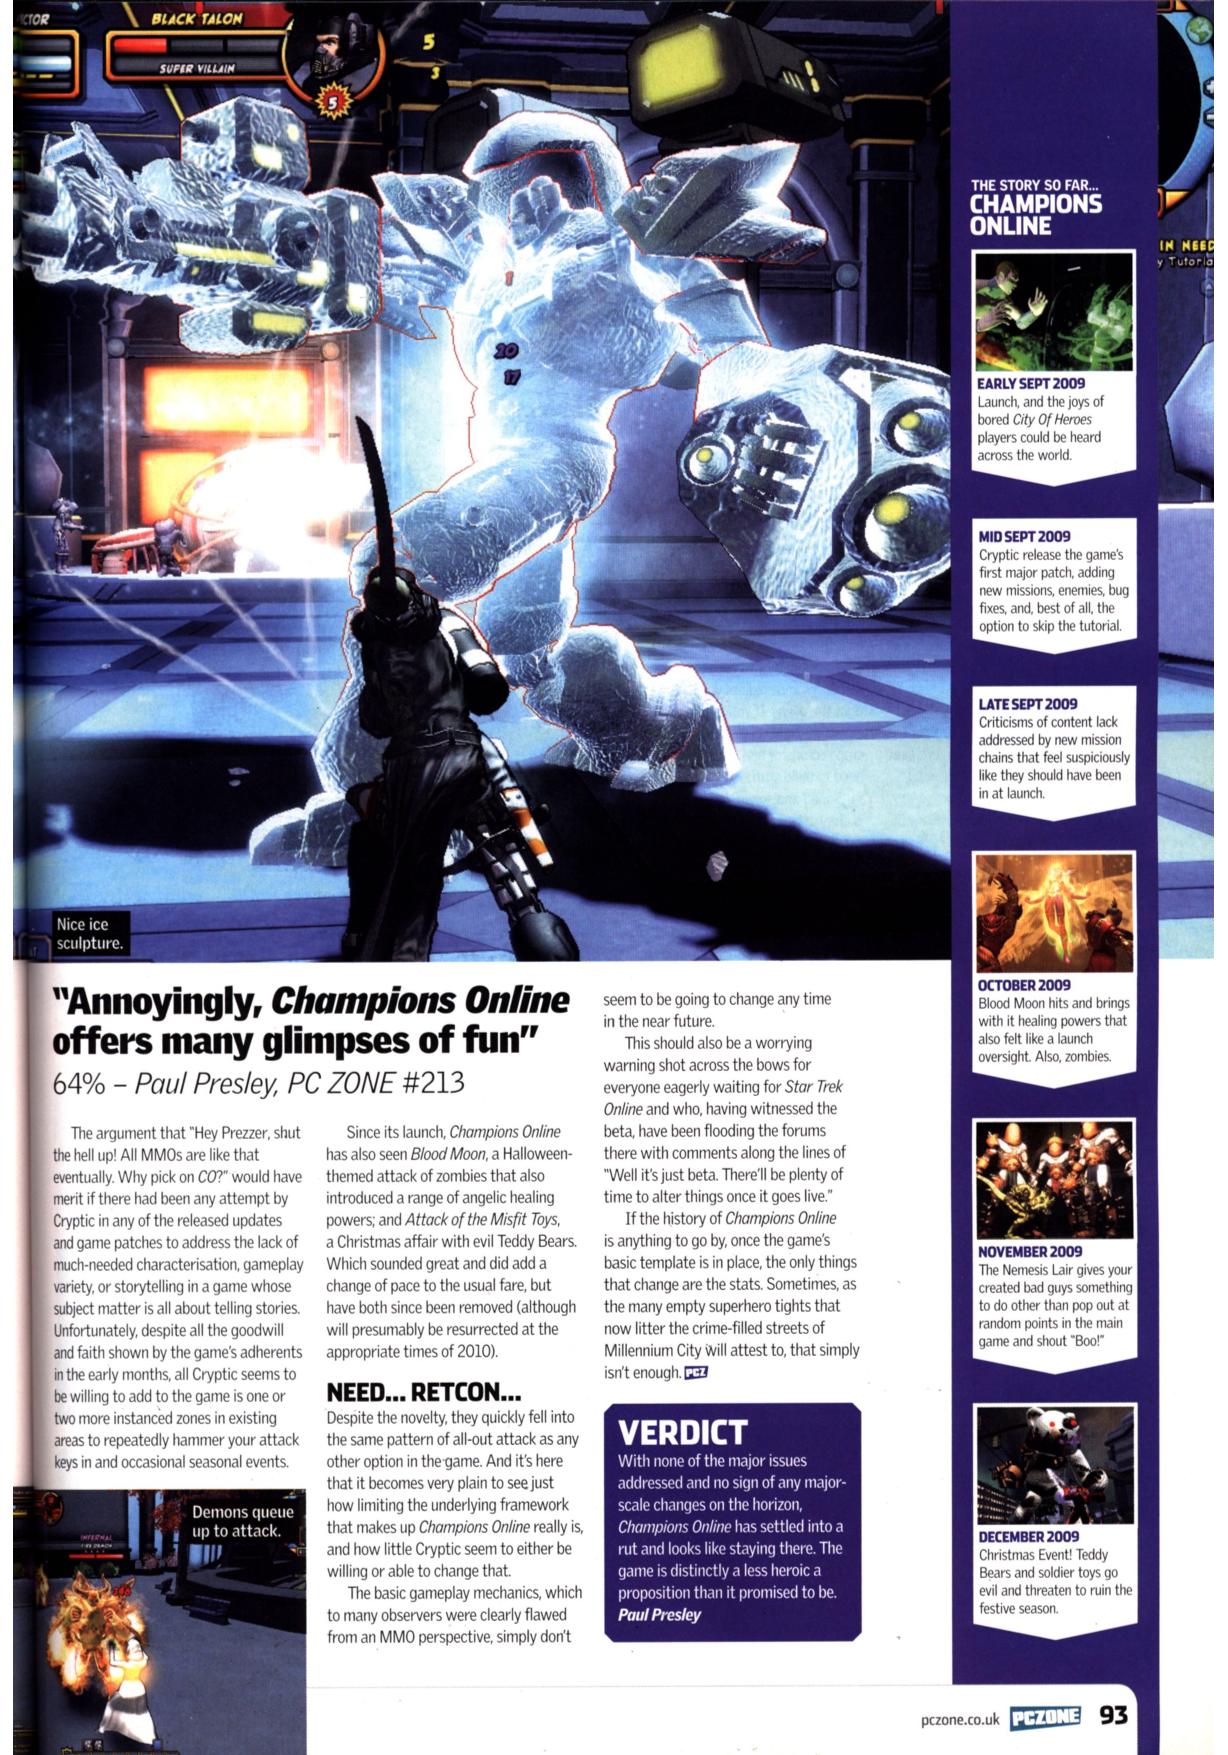 CTOR
BLACK TALON
SUPER VILLAIN
5
5
3
1
20
17
IN NEED
y Tutoria
Nice ice
sculpture.
"Annoyingly, Champions Online
offers many glimpses of fun"
64% – Paul Presley, PC ZONE #213
The argument that "Hey Prezzer, shut
the hell up! All MMOs are like that
eventually. Why pick on CO?" would have
merit if there had been any attempt by
Cryptic in any of the released updates
and game patches to address the lack of
much-needed characterisation, gameplay
variety, or storytelling in a game whose
subject matter is all about telling stories.
Unfortunately, despite all the goodwill
and faith shown by the game's adherents
in the early months, all Cryptic seems to
be willing to add to the game is one or
two more instanced zones in existing
areas to repeatedly hammer your attack
keys in and occasional seasonal events.
Demons queue
up to attack.
INFERNAL
FIRE DEMON
Since its launch, Champions Online
has also seen Blood Moon, a Halloween-
themed attack of zombies that also
introduced a range of angelic healing
powers; and Attack of the Misfit Toys,
a Christmas affair with evil Teddy Bears.
Which sounded great and did add a
change of pace to the usual fare, but
have both since been removed (although
will presumably be resurrected at the
appropriate times of 2010).
NEED... RETCON...
Despite the novelty, they quickly fell into
the same pattern of all-out attack as any
other option in the game. And it's here
that it becomes very plain to see just
how limiting the underlying framework
that makes up Champions Online really is,
and how little Cryptic seem to either be
willing or able to change that.
The basic gameplay mechanics, which
to many observers were clearly flawed
from an MMO perspective, simply don't
seem to be going to change any time
in the near future.
This should also be a worrying
warning shot across the bows for
everyone eagerly waiting for Star Trek
Online and who, having witnessed the
beta, have been flooding the forums
there with comments along the lines of
"Well it's just beta. There'll be plenty of
time to alter things once it goes live."
If the history of Champions Online
is anything to go by, once the game's
basic template is in place, the only things
that change are the stats. Sometimes, as
the many empty superhero tights that
now litter the crime-filled streets of
Millennium City will attest to, that simply
isn't enough. PCZ
VERDICT
With none of the major issues
addressed and no sign of any major-
scale changes on the horizon,
Champions Online has settled into a
rut and looks like staying there. The
game is distinctly a less heroic a
proposition than it promised to be.
Paul Presley
THE STORY SO FAR...
CHAMPIONS
ONLINE
EARLY SEPT 2009
Launch, and the joys of
bored City Of Heroes
players could be heard
across the world.
MID SEPT 2009
Cryptic release the game's
first major patch, adding
new missions, enemies, bug
fixes, and, best of all, the
option to skip the tutorial.
LATE SEPT 2009
Criticisms of content lack
addressed by new mission
chains that feel suspiciously
like they should have been
in at launch.
OCTOBER 2009
Blood Moon hits and brings
with it healing powers that
also felt like a launch
oversight. Also, zombies.
NOVEMBER 2009
The Nemesis Lair gives your
created bad guys something
to do other than pop out at
random points in the main
game and shout "Boo!"
DECEMBER 2009
Christmas Event! Teddy
Bears and soldier toys go
evil and threaten to ruin the
festive season.
pczone.co.uk PCZONE 93